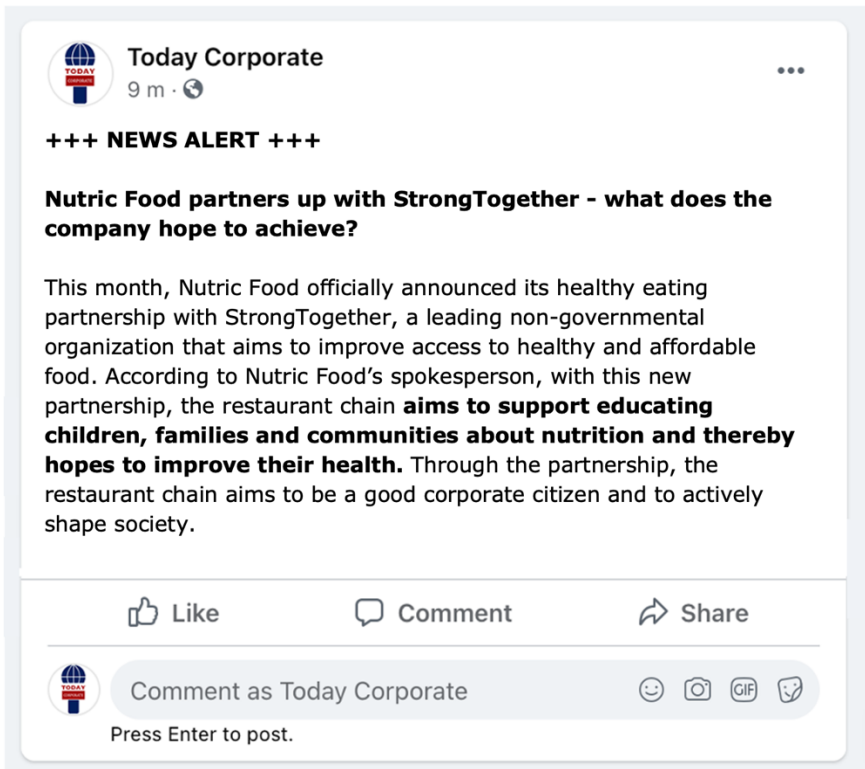 Today Corporate
9 m ·
+++ NEWS ALERT +++
Nutric Food partners up with StrongTogether - what does the
company hope to achieve?
This month, Nutric Food officially announced its healthy eating
partnership with StrongTogether, a leading non-governmental
organization that aims to improve access to healthy and affordable
food. According to Nutric Food’s spokesperson, with this new
partnership, the restaurant chain aims to support educating
children, families and communities about nutrition and thereby
hopes to improve their health. Through the partnership, the
restaurant chain aims to be a good corporate citizen and to actively
shape society.
Like Comment Share
TODAY
CORPORATE
Comment as Today Corporate
GIF
Press Enter to post.